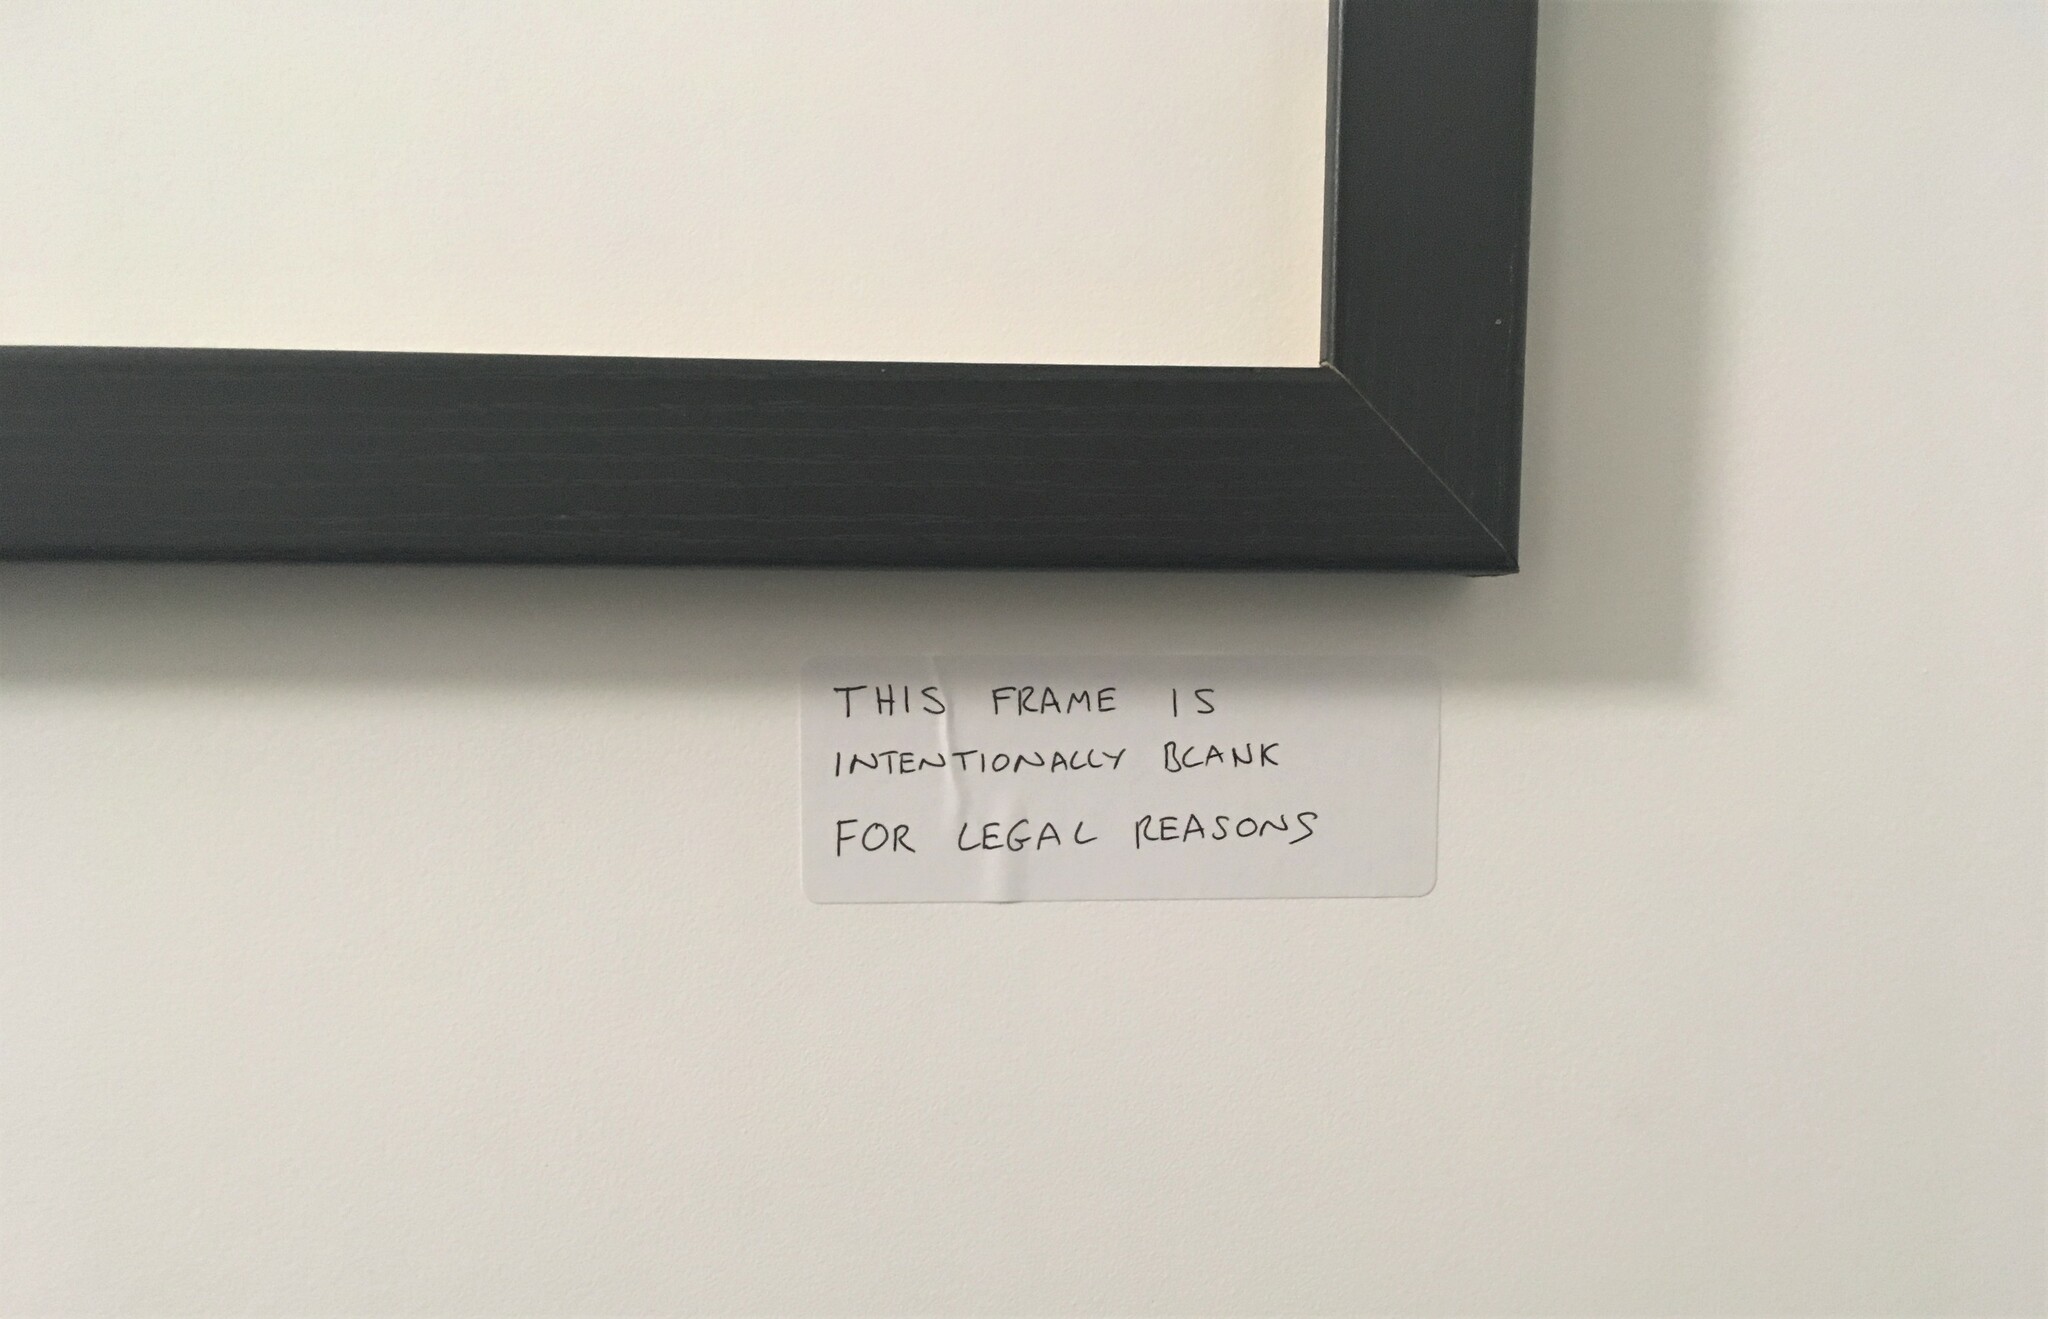 THIS FRAME IS
INTENTIONALLY BLANK
FOR LEGAL REASONS